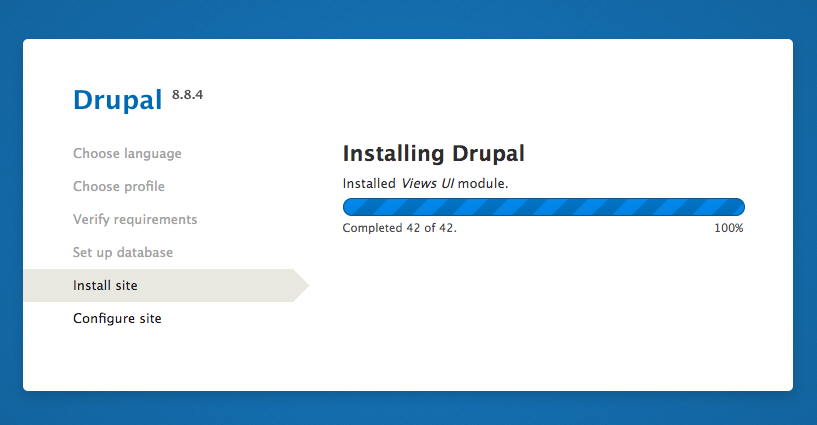 Drupal 8.8.4
Choose language
Choose profile
Verify requirements
Set up database
Install site
Configure site
Installing Drupal
Installed Views UI module.
Completed 42 of 42. 100%